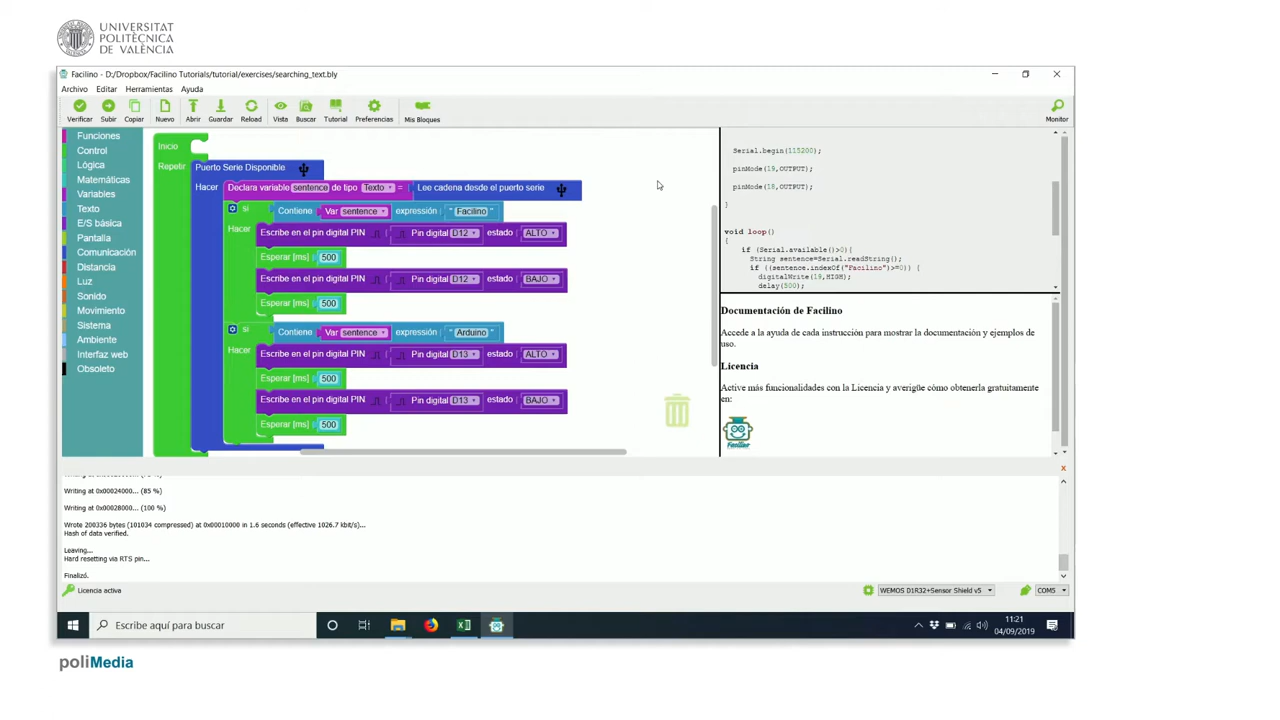 UNIVERSITAT
POLITÈCNICA
DE VALÈNCIA
Facilino - D:/Dropbox/Facilino Tutorials/tutorial/exercises/searching_text.bly
Archivo Editar Herramientas Ayuda
Verificar Subir Copiar Nuevo Abrir Guardar Reload Vista Buscar Tutorial Preferencias Mis Bloques Monitor
Funciones
Control
Lógica
Matemáticas
Variables
Texto
E/S básica
Pantalla
Comunicación
Distancia
Luz
Sonido
Movimiento
Sistema
Ambiente
Interfaz web
Obsoleto
Inicio
Repetir Puerto Serie Disponible
Hacer Declara variable sentence de tipo Texto = Lee cadena desde el puerto serie
si Contiene Var sentence expresión " Facilino "
Hacer Escribe en el pin digital PIN Pin digital D12 estado ALTO
Esperar [ms] 500
Escribe en el pin digital PIN Pin digital D12 estado BAJO
Esperar [ms] 500
si Contiene Var sentence expresión " Arduino "
Hacer Escribe en el pin digital PIN Pin digital D13 estado ALTO
Esperar [ms] 500
Escribe en el pin digital PIN Pin digital D13 estado BAJO
Esperar [ms] 500
Serial.begin(115200);
pinMode(19,OUTPUT);
pinMode(18,OUTPUT);
}
void loop()
{
if (Serial.available()>0){
String sentence=Serial.readString();
if ((sentence.indexOf("Facilino")>=0)) {
digitalWrite(19,HIGH);
delay(500);
Documentación de Facilino
Accede a la ayuda de cada instrucción para mostrar la documentación y ejemplos de
uso.
Licencia
Active más funcionalidades con la Licencia y averigüe cómo obtenerla gratuitamente
en:
Facilino
x
Writing at 0x00024000... (85 %)
Writing at 0x00028000... (100 %)
Wrote 200336 bytes (101034 compressed) at 0x00010000 in 1.6 seconds (effective 1026.7 kbit/s)...
Hash of data verified.
Leaving...
Hard resetting via RTS pin...
Finalizó.
Licencia activa WEMOS D1R32+Sensor Shield v5 COM5
Escribe aquí para buscar
11:21
04/09/2019
poliMedia